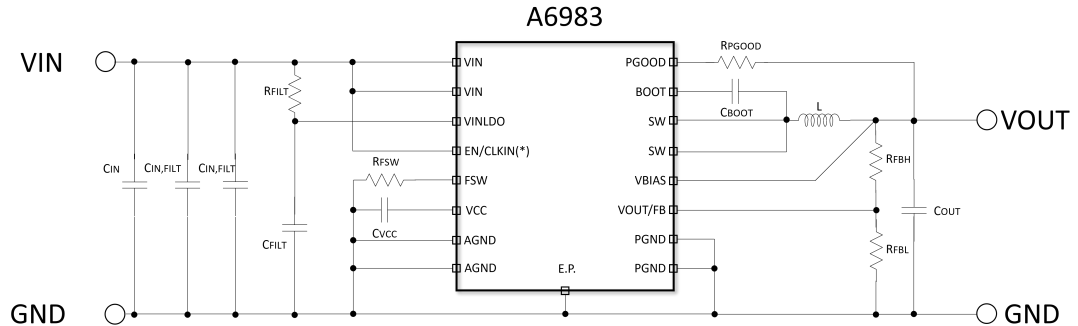 A6983
VIN
GND
CIN
CIN,FILT
CIN,FILT
RFILT
CFILT
RFSW
CVCC
VIN
VIN
VINLDO
EN/CLKIN(*)
FSW
VCC
AGND
AGND
E.P.
PGOOD
BOOT
SW
SW
VBIAS
VOUT/FB
PGND
PGND
RPGOOD
CBOOT
L
RFBH
RFBL
COUT
VOUT
GND